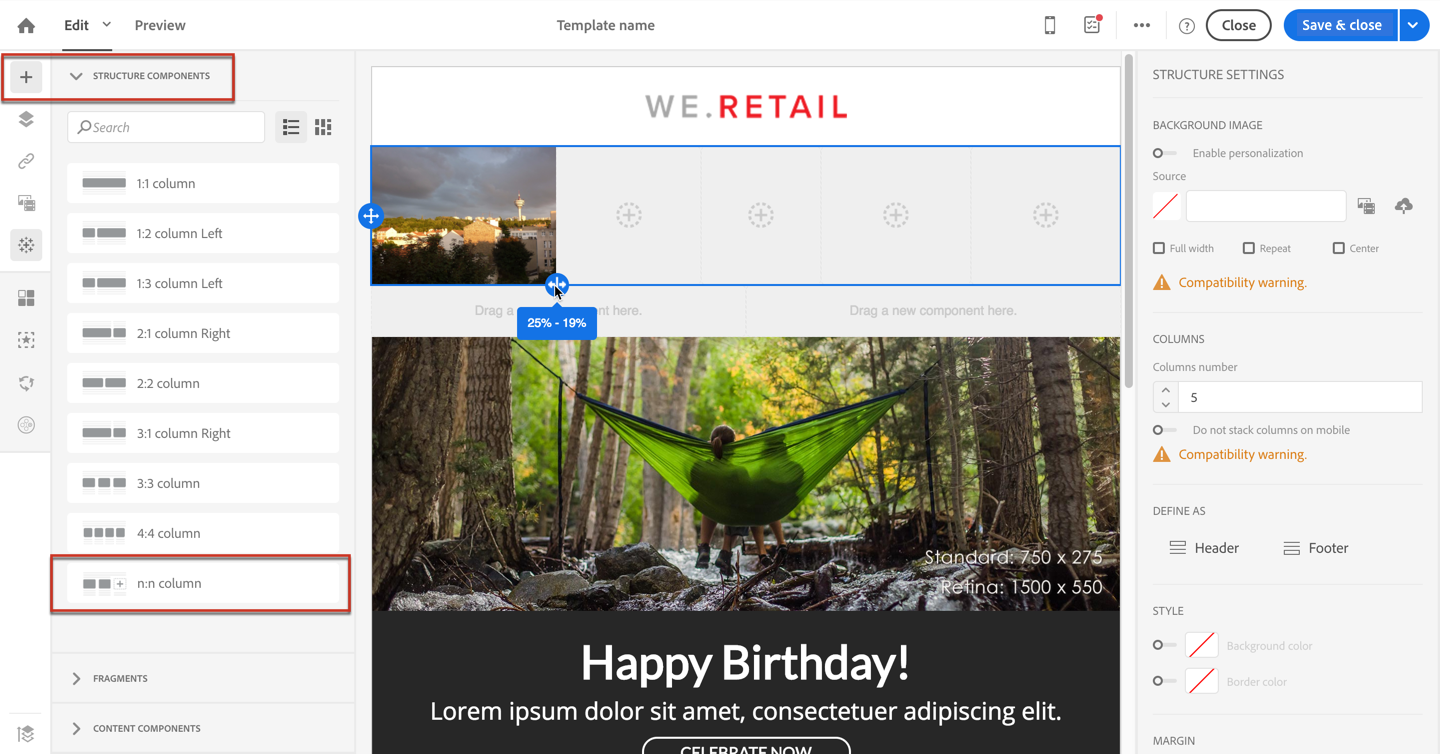 Edit
Preview
Template name
Close
Save & close
STRUCTURE COMPONENTS
Search
1:1 column
1:2 column Left
1:3 column Left
2:1 column Right
2:2 column
3:1 column Right
3:3 column
4:4 column
n:n column
FRAGMENTS
CONTENT COMPONENTS
WE.RETAIL
25% - 19%
Drag a n t here.
Drag a new component here.
Standard: 750 x 275
Retina: 1500 x 550
Happy Birthday!
Lorem ipsum dolor sit amet, consectetuer adipiscing elit.
CELEBRATE NOW
STRUCTURE SETTINGS
BACKGROUND IMAGE
Enable personalization
Source
Full width
Repeat
Center
Compatibility warning.
COLUMNS
Columns number
5
Do not stack columns on mobile
Compatibility warning.
DEFINE AS
Header
Footer
STYLE
Background color
Border color
MARGIN